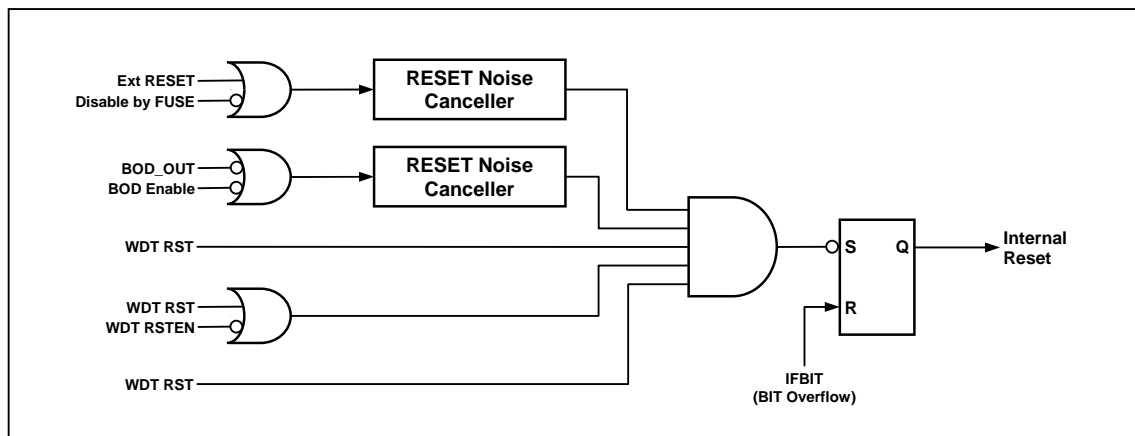 Ext RESET
Disable by FUSE
RESET Noise
Canceller
BOD_OUT
BOD Enable
RESET Noise
Canceller
WDT RST
WDT RST
WDT RSTEN
WDT RST
S
Q
R
Internal
Reset
IFBIT
(BIT Overflow)